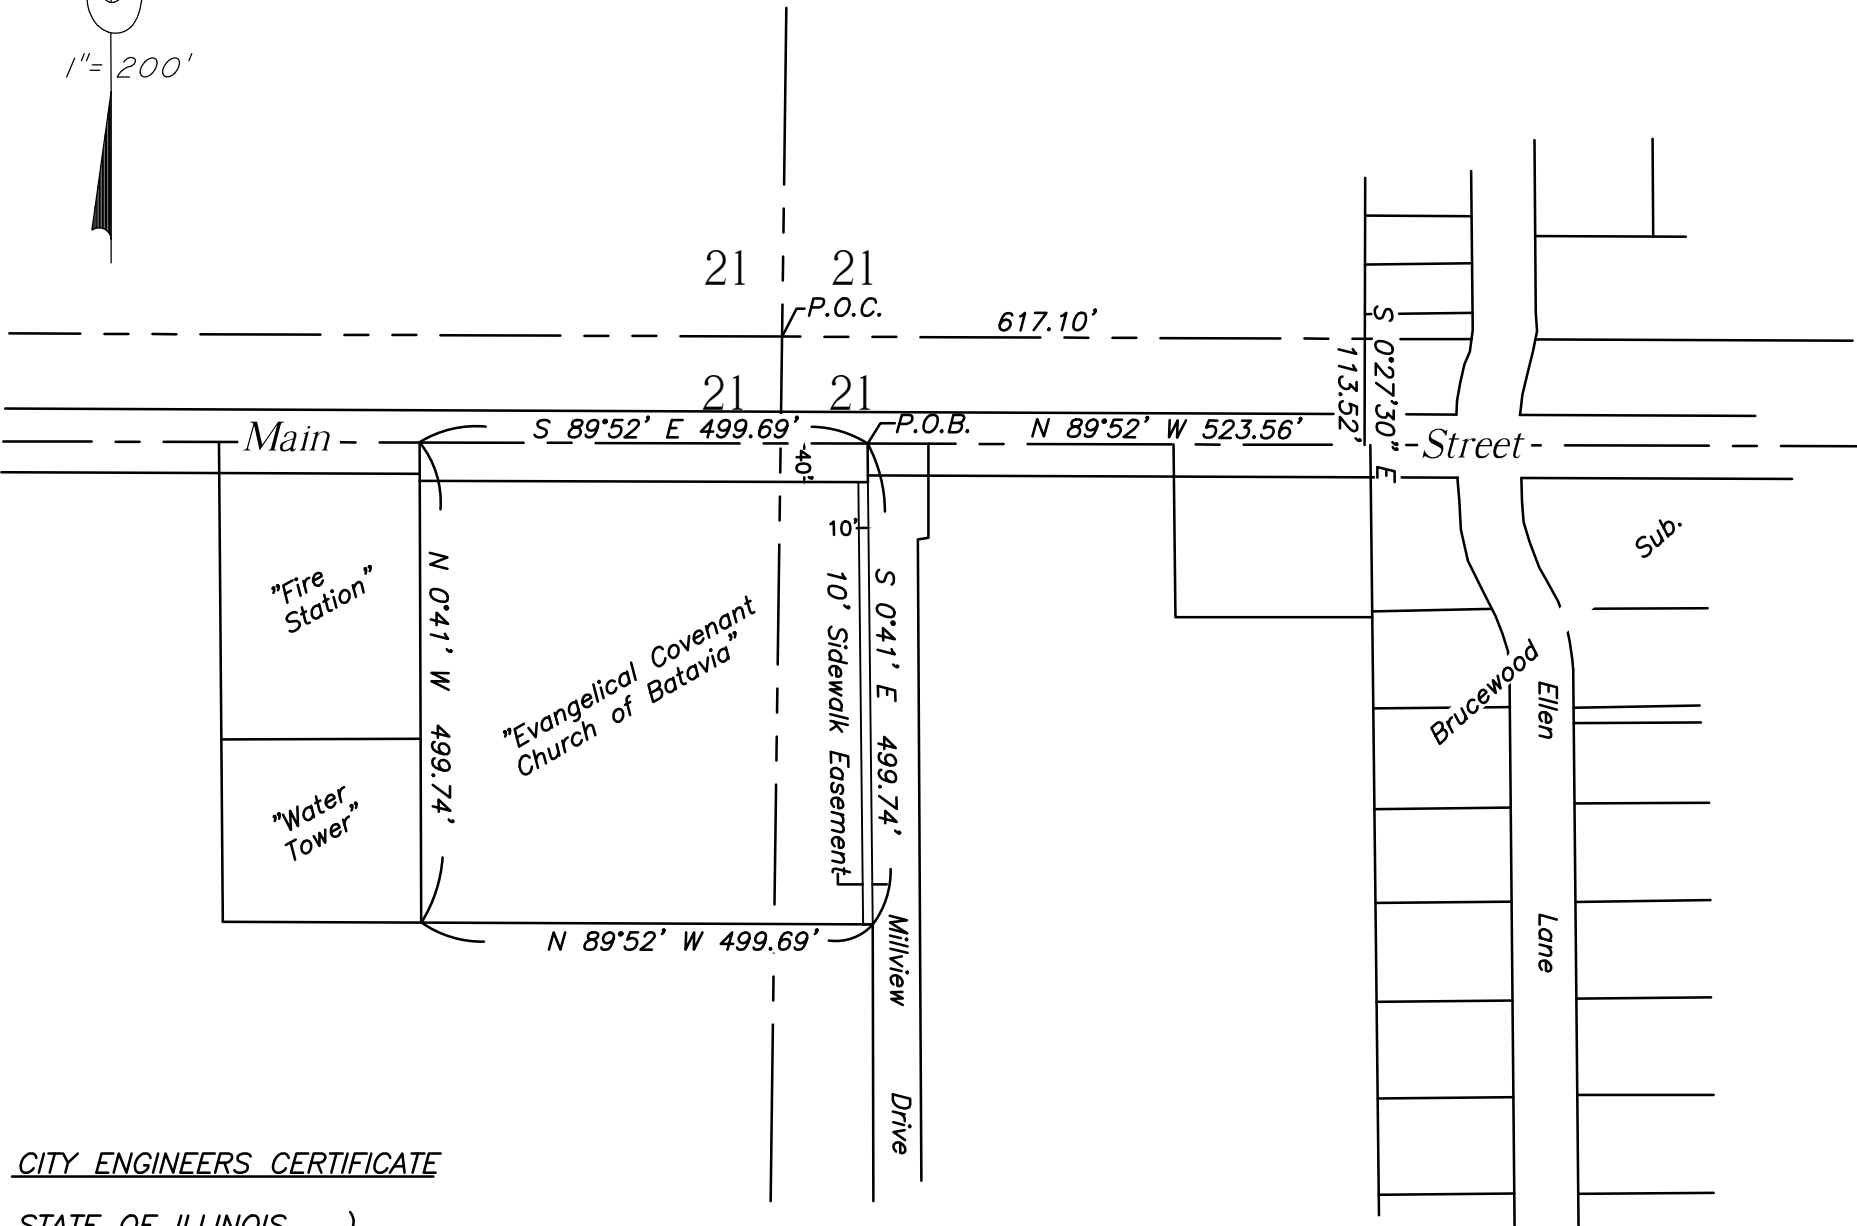 1"= 200'
21 21
P.O.C.
617.10'
S 0°27'30" E
113.52'
21 21
S 89°52' E 499.69'
P.O.B.
N 89°52' W 523.56'
Main
Street
40'
10'
Sub.
"Fire
Station"
N 0°41' W 499.74'
"Evangelical Covenant
Church of Batavia"
10' Sidewalk Easement
S 0°41' E 499.74'
Brucewood
Ellen Lane
"Water
Tower"
N 89°52' W 499.69'
Millview Drive
CITY ENGINEERS CERTIFICATE
STATE OF ILLINOIS )